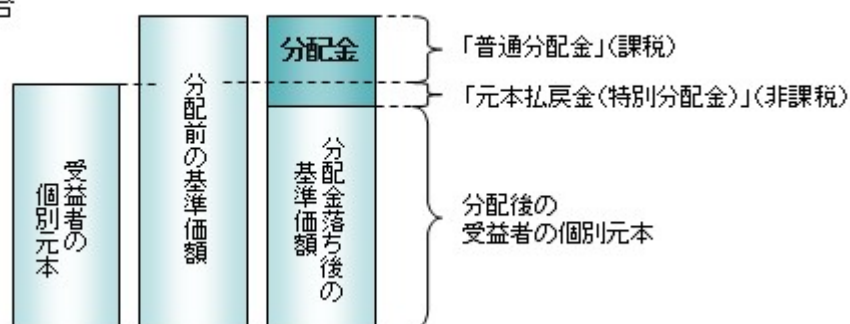 受益者の
個別元本
分配前の基準価額
分配金
分配金落ち後の
基準価額
「普通分配金」(課税)
「元本払戻金(特別分配金)」(非課税)
分配後の
受益者の個別元本